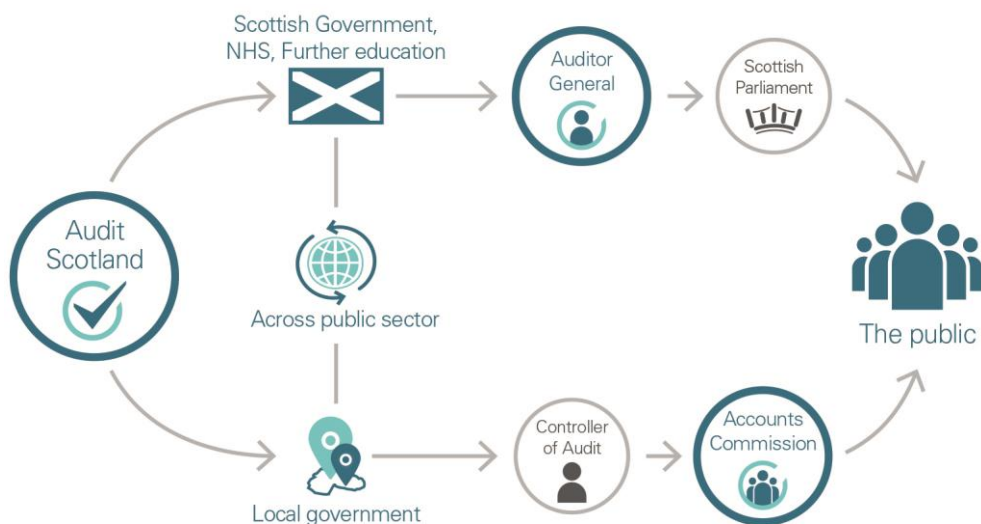 Scottish Government,
NHS, Further education
Auditor
General
Scottish
Parliament
Audit
Scotland
Across public sector
The public
Controller
of Audit
Accounts
Commission
Local government